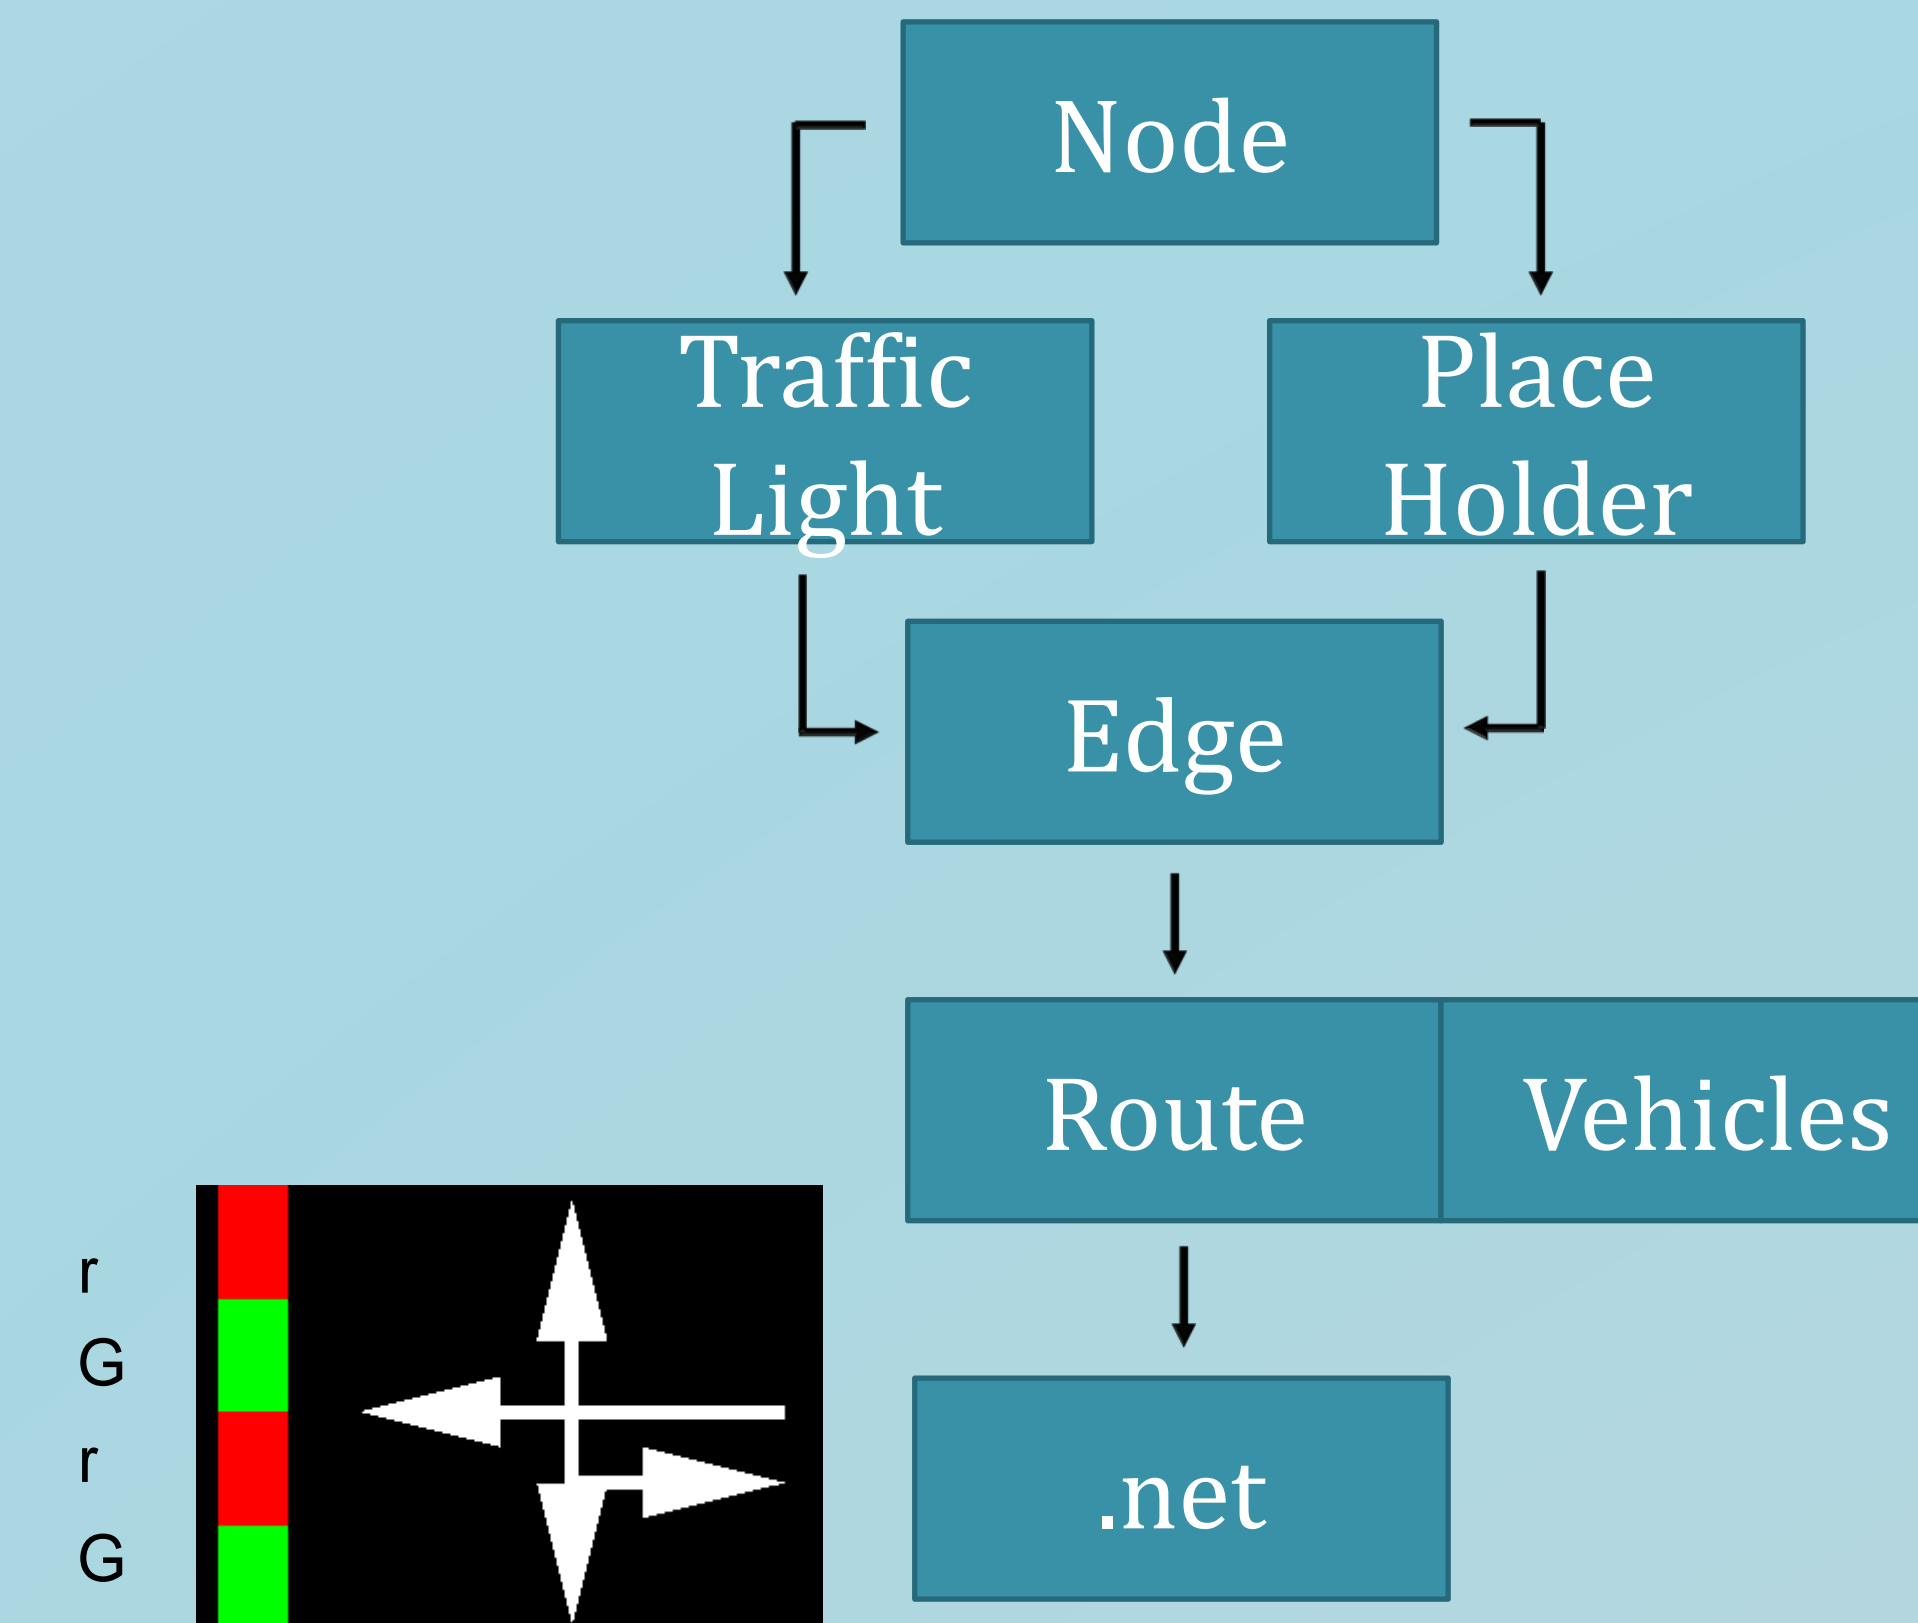 Node
Traffic
Light
Place
Holder
Edge
Route
Vehicles
.net
r
G
r
G